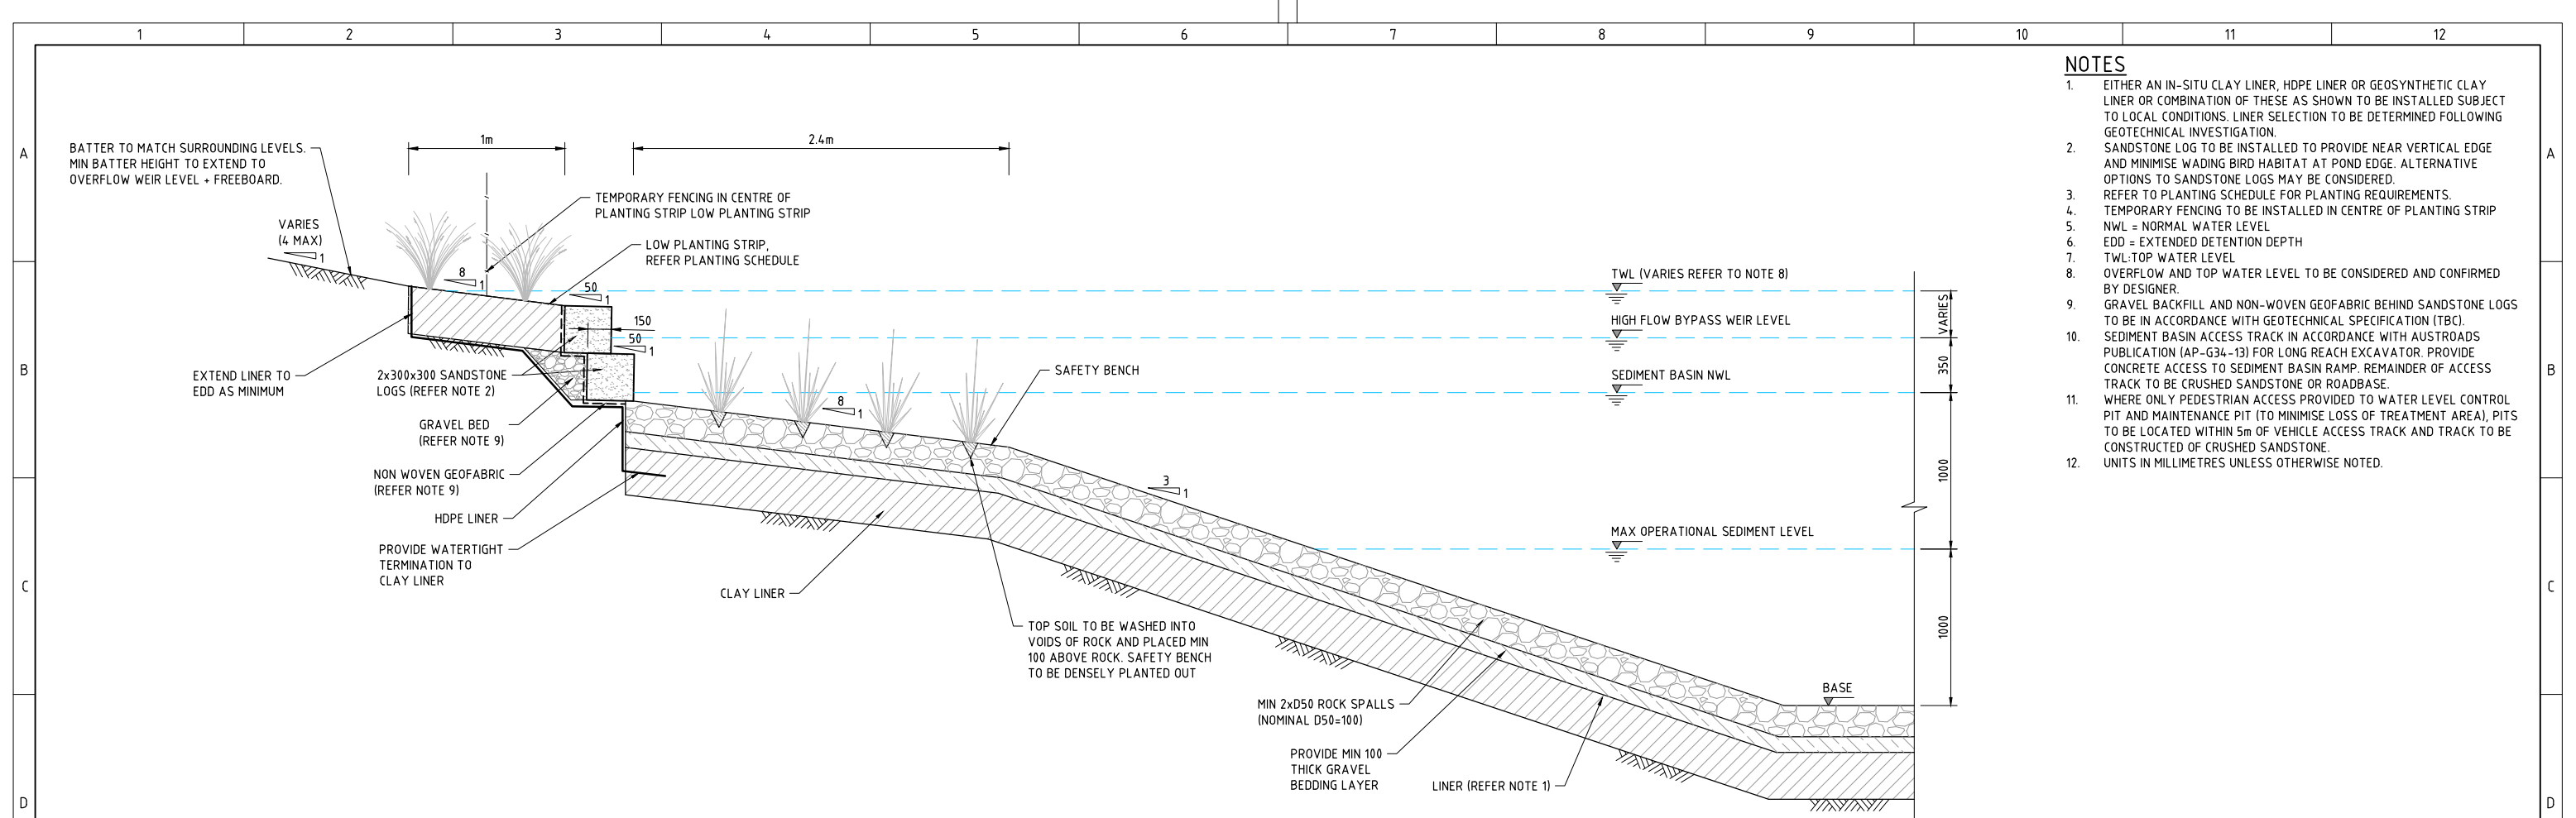 1 2 3 4 5 6 7 8 9 10 11 12
A
B
C
D
BATTER TO MATCH SURROUNDING LEVELS.
MIN BATTER HEIGHT TO EXTEND TO
OVERFLOW WEIR LEVEL + FREEBOARD.
1m
2.4m
TEMPORARY FENCING IN CENTRE OF
PLANTING STRIP LOW PLANTING STRIP
VARIES
(4 MAX)
1
LOW PLANTING STRIP,
REFER PLANTING SCHEDULE
8
1
50
1
150
50
1
EXTEND LINER TO
EDD AS MINIMUM
2x300x300 SANDSTONE
LOGS (REFER NOTE 2)
GRAVEL BED
(REFER NOTE 9)
NON WOVEN GEOFABRIC
(REFER NOTE 9)
HDPE LINER
PROVIDE WATERTIGHT
TERMINATION TO
CLAY LINER
8
1
SAFETY BENCH
3
1
CLAY LINER
TOP SOIL TO BE WASHED INTO
VOIDS OF ROCK AND PLACED MIN
100 ABOVE ROCK. SAFETY BENCH
TO BE DENSELY PLANTED OUT
MIN 2xD50 ROCK SPALLS
(NOMINAL D50=100)
PROVIDE MIN 100
THICK GRAVEL
BEDDING LAYER
LINER (REFER NOTE 1)
TWL (VARIES REFER TO NOTE 8)
HIGH FLOW BYPASS WEIR LEVEL
SEDIMENT BASIN NWL
MAX OPERATIONAL SEDIMENT LEVEL
BASE
VARIES
350
1000
1000
NOTES
1. EITHER AN IN-SITU CLAY LINER, HDPE LINER OR GEOSYNTHETIC CLAY
LINER OR COMBINATION OF THESE AS SHOWN TO BE INSTALLED SUBJECT
TO LOCAL CONDITIONS. LINER SELECTION TO BE DETERMINED FOLLOWING
GEOTECHNICAL INVESTIGATION.
2. SANDSTONE LOG TO BE INSTALLED TO PROVIDE NEAR VERTICAL EDGE
AND MINIMISE WADING BIRD HABITAT AT POND EDGE. ALTERNATIVE
OPTIONS TO SANDSTONE LOGS MAY BE CONSIDERED.
3. REFER TO PLANTING SCHEDULE FOR PLANTING REQUIREMENTS.
4. TEMPORARY FENCING TO BE INSTALLED IN CENTRE OF PLANTING STRIP
5. NWL = NORMAL WATER LEVEL
6. EDD = EXTENDED DETENTION DEPTH
7. TWL:TOP WATER LEVEL
8. OVERFLOW AND TOP WATER LEVEL TO BE CONSIDERED AND CONFIRMED
BY DESIGNER.
9. GRAVEL BACKFILL AND NON-WOVEN GEOFABRIC BEHIND SANDSTONE LOGS
TO BE IN ACCORDANCE WITH GEOTECHNICAL SPECIFICATION (TBC).
10. SEDIMENT BASIN ACCESS TRACK IN ACCORDANCE WITH AUSTROADS
PUBLICATION (AP-G34-13) FOR LONG REACH EXCAVATOR. PROVIDE
CONCRETE ACCESS TO SEDIMENT BASIN RAMP. REMAINDER OF ACCESS
TRACK TO BE CRUSHED SANDSTONE OR ROADBASE.
11. WHERE ONLY PEDESTRIAN ACCESS PROVIDED TO WATER LEVEL CONTROL
PIT AND MAINTENANCE PIT (TO MINIMISE LOSS OF TREATMENT AREA), PITS
TO BE LOCATED WITHIN 5m OF VEHICLE ACCESS TRACK AND TRACK TO BE
CONSTRUCTED OF CRUSHED SANDSTONE.
12. UNITS IN MILLIMETRES UNLESS OTHERWISE NOTED.
A
B
C
D